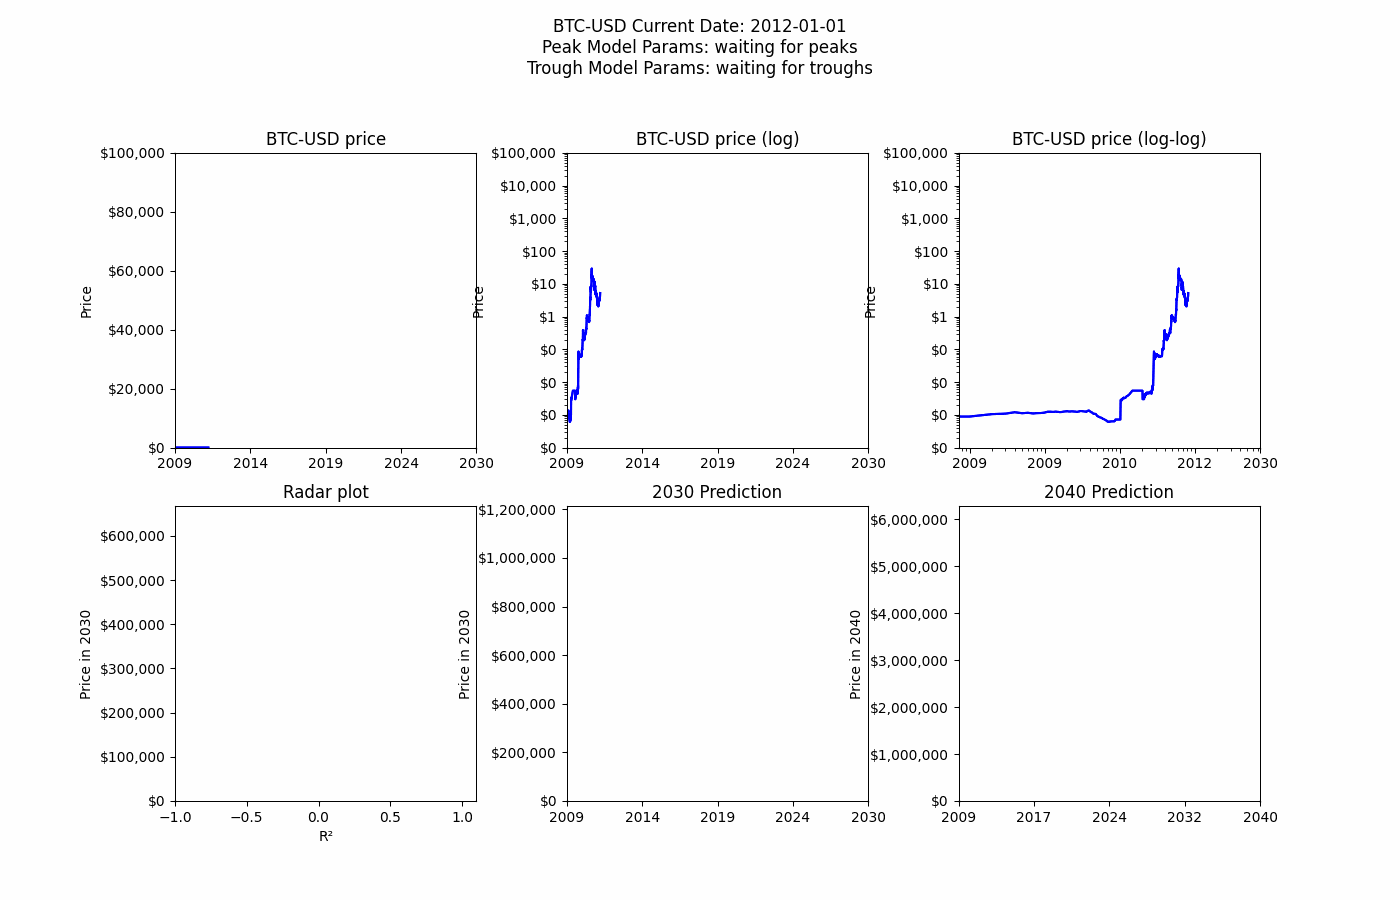 BTC-USD Current Date: 2012-01-01
Peak Model Params: waiting for peaks
Trough Model Params: waiting for troughs
BTC-USD price
$100,000
$80,000
$60,000
$40,000
$20,000
$0
Price
2009 2014 2019 2024 2030
BTC-USD price (log)
$100,000
$10,000
$1,000
$100
$10
$1
$0
$0
$0
$0
Price
2009 2014 2019 2024 2030
BTC-USD price (log-log)
$100,000
$10,000
$1,000
$100
$10
$1
$0
$0
$0
$0
Price
2009 2009 2010 2012 2030
Radar plot
$600,000
$500,000
$400,000
$300,000
$200,000
$100,000
$0
Price in 2030
−1.0 −0.5 0.0 0.5 1.0
R²
2030 Prediction
$1,200,000
$1,000,000
$800,000
$600,000
$400,000
$200,000
$0
Price in 2030
2009 2014 2019 2024 2030
2040 Prediction
$6,000,000
$5,000,000
$4,000,000
$3,000,000
$2,000,000
$1,000,000
$0
Price in 2040
2009 2017 2024 2032 2040